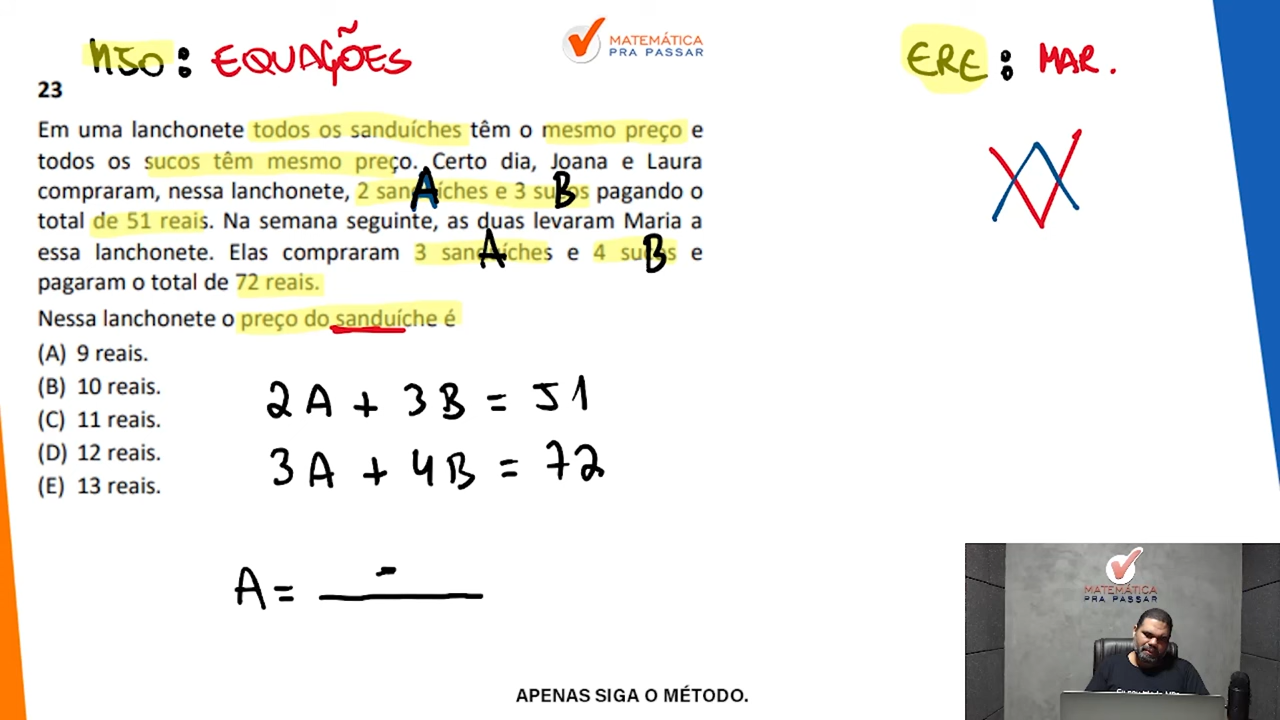 MJO: EQUAÇÕES
MATEMÁTICA
PRA PASSAR
ERE: MAR.
23
Em uma lanchonete todos os sanduíches têm o mesmo preço e
todos os sucos têm mesmo preço. Certo dia, Joana e Laura
compraram, nessa lanchonete, 2 sanduíches e 3 sucos pagando o
A B
total de 51 reais. Na semana seguinte, as duas levaram Maria a
essa lanchonete. Elas compraram 3 sanduíches e 4 sucos e
A B
pagaram o total de 72 reais.
Nessa lanchonete o preço do sanduíche é
(A) 9 reais.
(B) 10 reais.
(C) 11 reais.
(D) 12 reais.
(E) 13 reais.
2A + 3B = 51
3A + 4B = 72
A = -
MATEMÁTICA
PRA PASSAR
APENAS SIGA O MÉTODO.